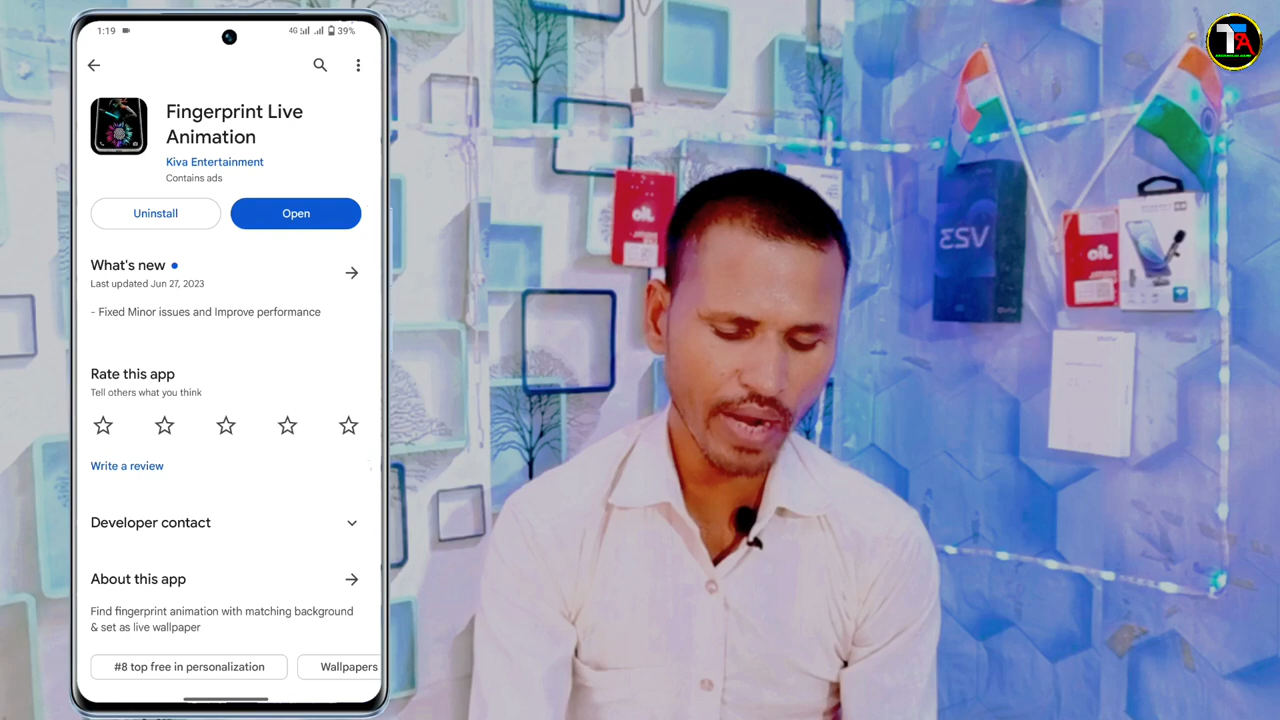 1:19
4G
39%
Fingerprint Live
Animation
Kiva Entertainment
Contains ads
Uninstall
Open
What's new
Last updated Jun 27, 2023
- Fixed Minor issues and Improve performance
Rate this app
Tell others what you think
Write a review
Developer contact
About this app
Find fingerprint animation with matching background
& set as live wallpaper
#8 top free in personalization
Wallpapers
TA
V23